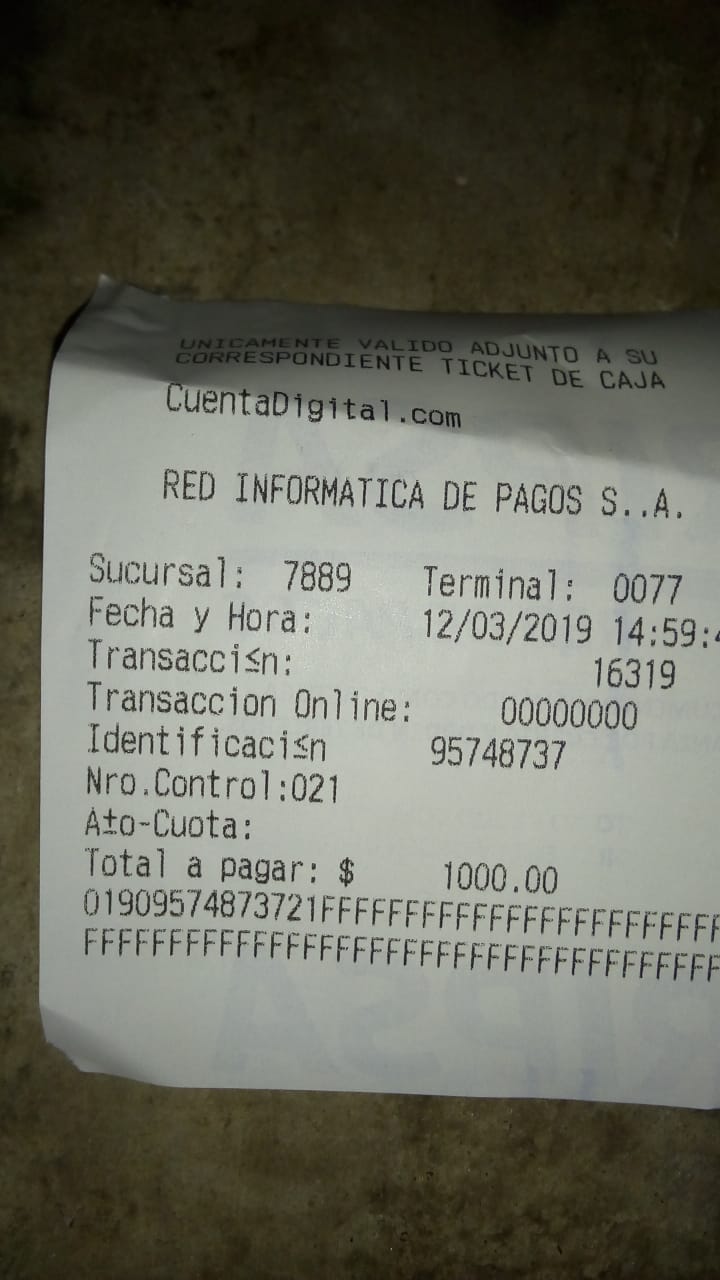 UNICAMENTE VALIDO ADJUNTO A SU
CORRESPONDIENTE TICKET DE CAJA
CuentaDigital.com
RED INFORMATICA DE PAGOS S..A.
Sucursal: 7889 Terminal: 0077
Fecha y Hora: 12/03/2019 14:59:4
Transacci≤n: 16319
Transaccion Online: 00000000
Identificaci≤n 95748737
Nro.Control:021
A±o-Cuota:
Total a pagar: $ 1000.00
01909574873721FFFFFFFFFFFFFFFFFFFFFFFF
FFFFFFFFFFFFFFFFFFFFFFFFFFFFFFFFFFFFFF